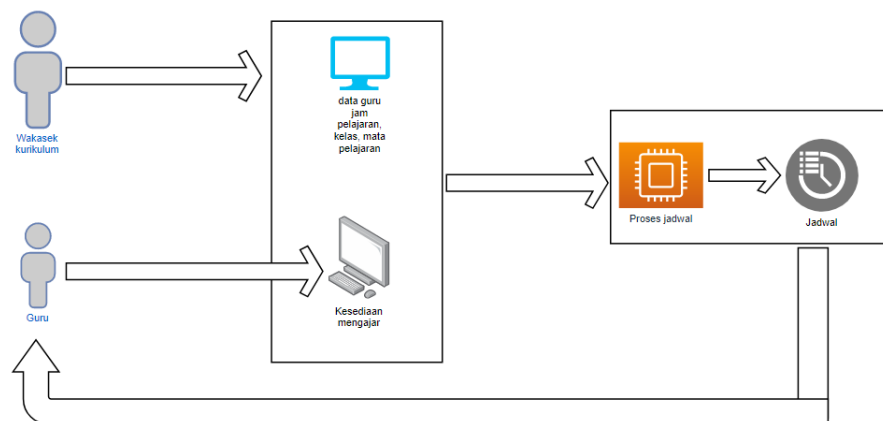 Wakasek
kurikulum
data guru
jam
pelajaran,
kelas, mata
pelajaran
Proses jadwal
Jadwal
Guru
Kesediaan
mengajar